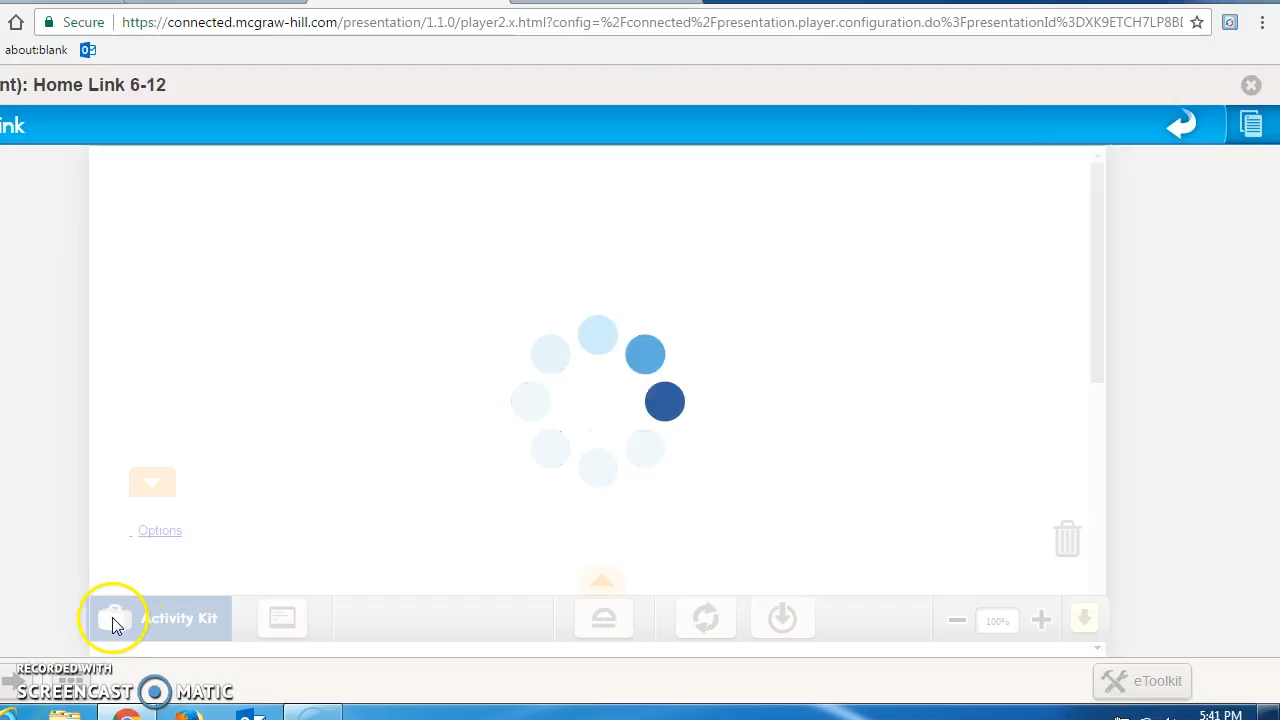 Secure https://connected.mcgraw-hill.com/presentation/1.1.0/player2.x.html?config=%2Fconnected%2Fpresentation.player.configuration.do%3FpresentationId%3DXK9ETCH7LP8B
about:blank
nt): Home Link 6-12
ink
Options
Activity Kit
100%
RECORDED WITH
SCREENCAST MATIC
eToolkit
5:41 PM